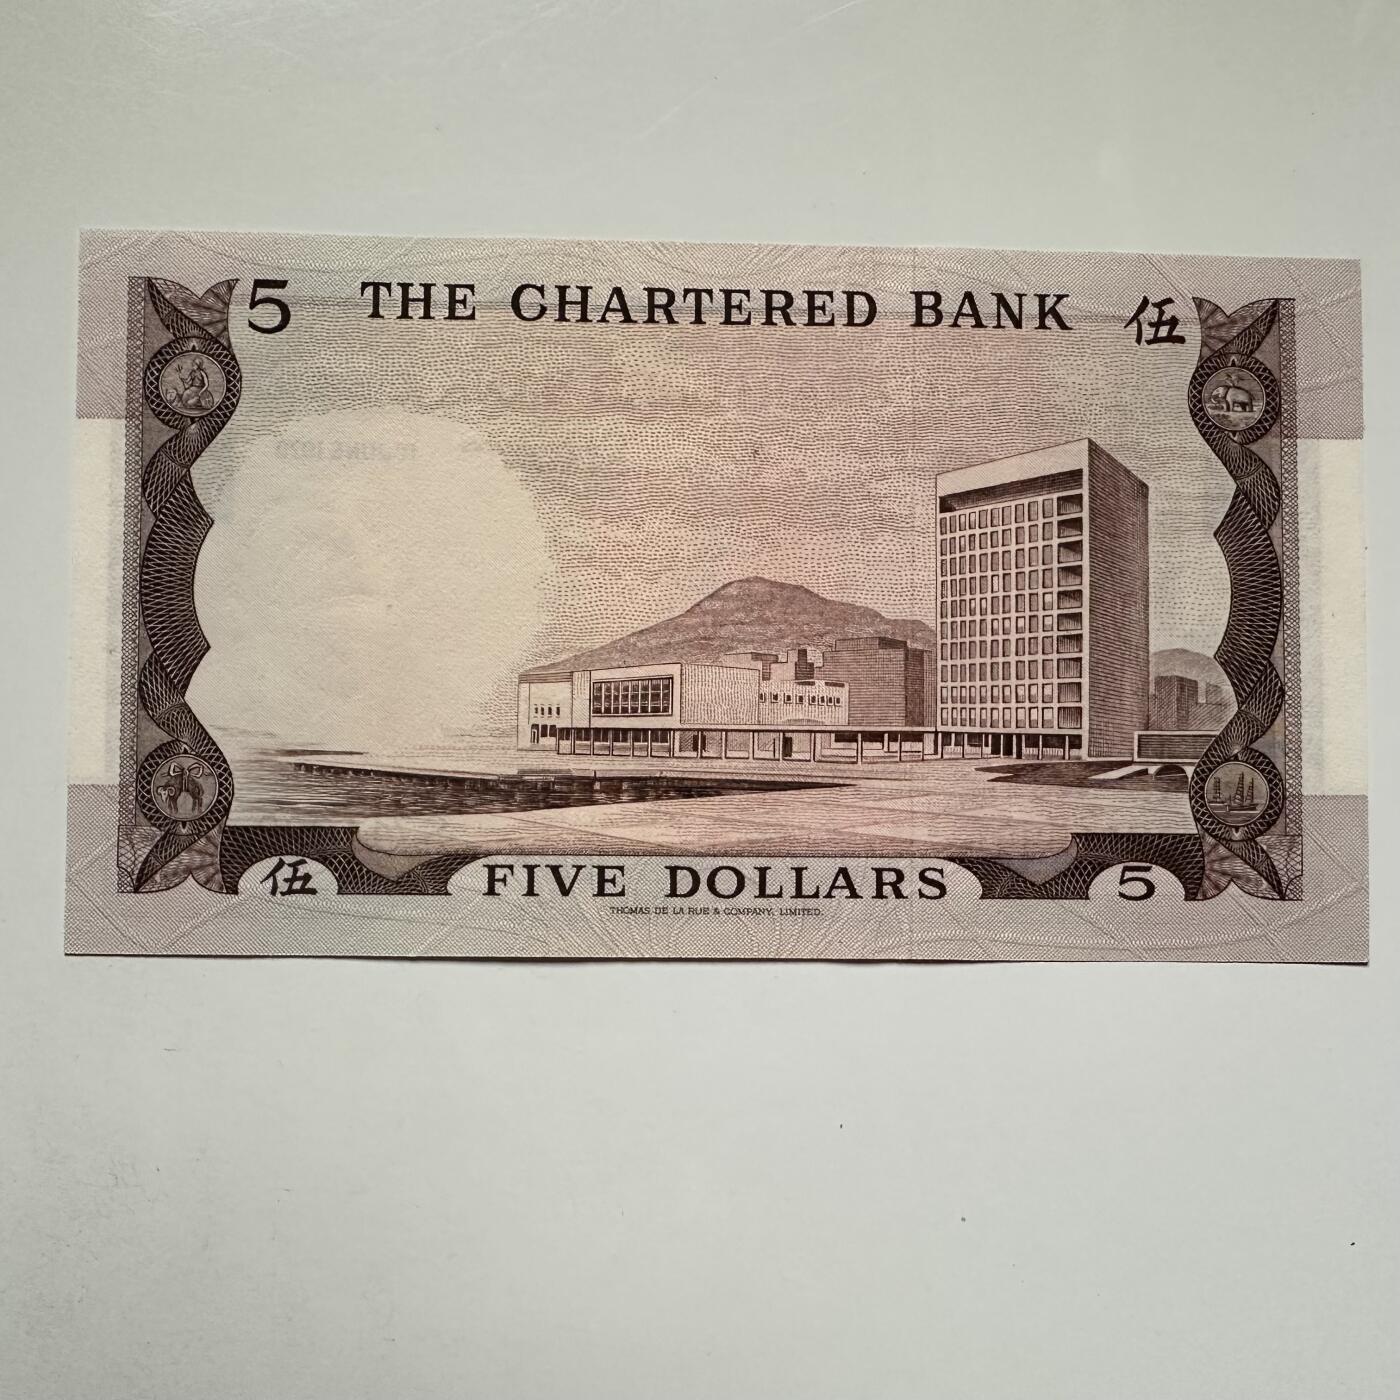 5 THE CHARTERED BANK 伍
伍 FIVE DOLLARS 5
THOMAS DE LA RUE & COMPANY, LIMITED.